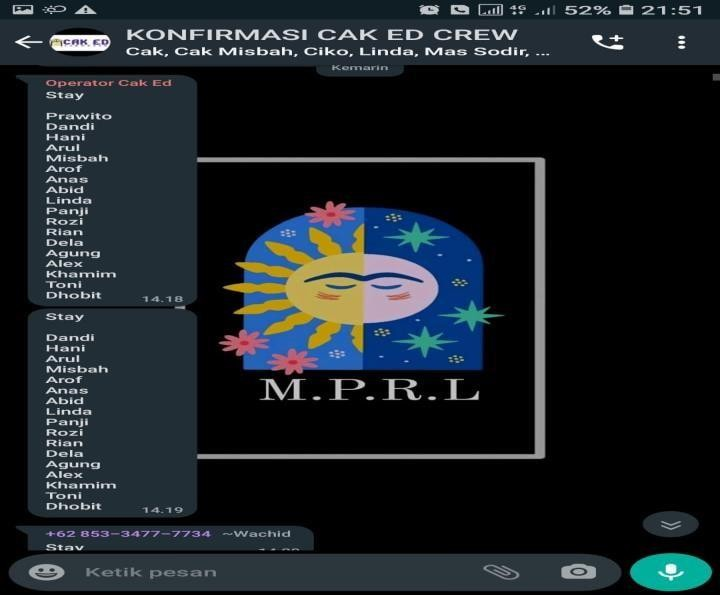 4G 52% 21:51
CAK ED
KONFIRMASI CAK ED CREW
Cak, Cak Misbah, Ciko, Linda, Mas Sodir, ...
Kemarin
Operator Cak Ed
Stay
Prawito
Dandi
Hani
Arul
Misbah
Arof
Anas
Abid
Linda
Panji
Rozi
Rian
Dela
Agung
Alex
Khamim
Toni
Dhobit
14.18
Stay
Dandi
Hani
Arul
Misbah
Arof
Anas
Abid
Linda
Panji
Rozi
Rian
Dela
Agung
Alex
Khamim
Toni
Dhobit
14.19
M.P.R.L
+62 853-3477-7734 ~Wachid
Stay
Ketik pesan